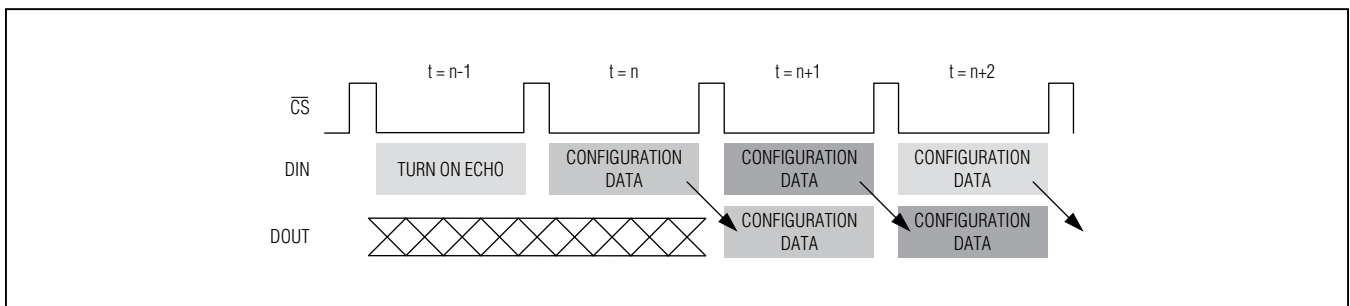 t = n-1 t = n t = n+1 t = n+2
CS
DIN TURN ON ECHO CONFIGURATION DATA CONFIGURATION DATA CONFIGURATION DATA
DOUT CONFIGURATION DATA CONFIGURATION DATA